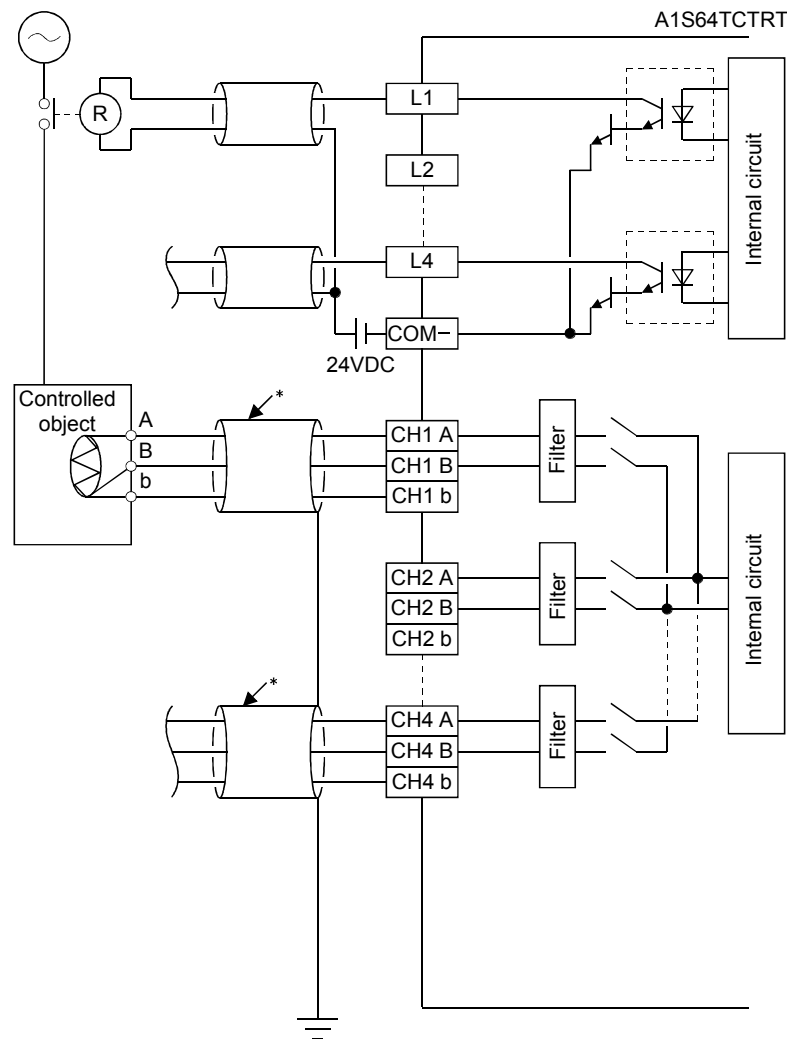 A1S64TCTRT
R
L1
L2
L4
COM−
24VDC
Internal circuit
Controlled
object
A
B
b
*
CH1 A
CH1 B
CH1 b
Filter
CH2 A
CH2 B
CH2 b
Filter
Internal circuit
*
CH4 A
CH4 B
CH4 b
Filter